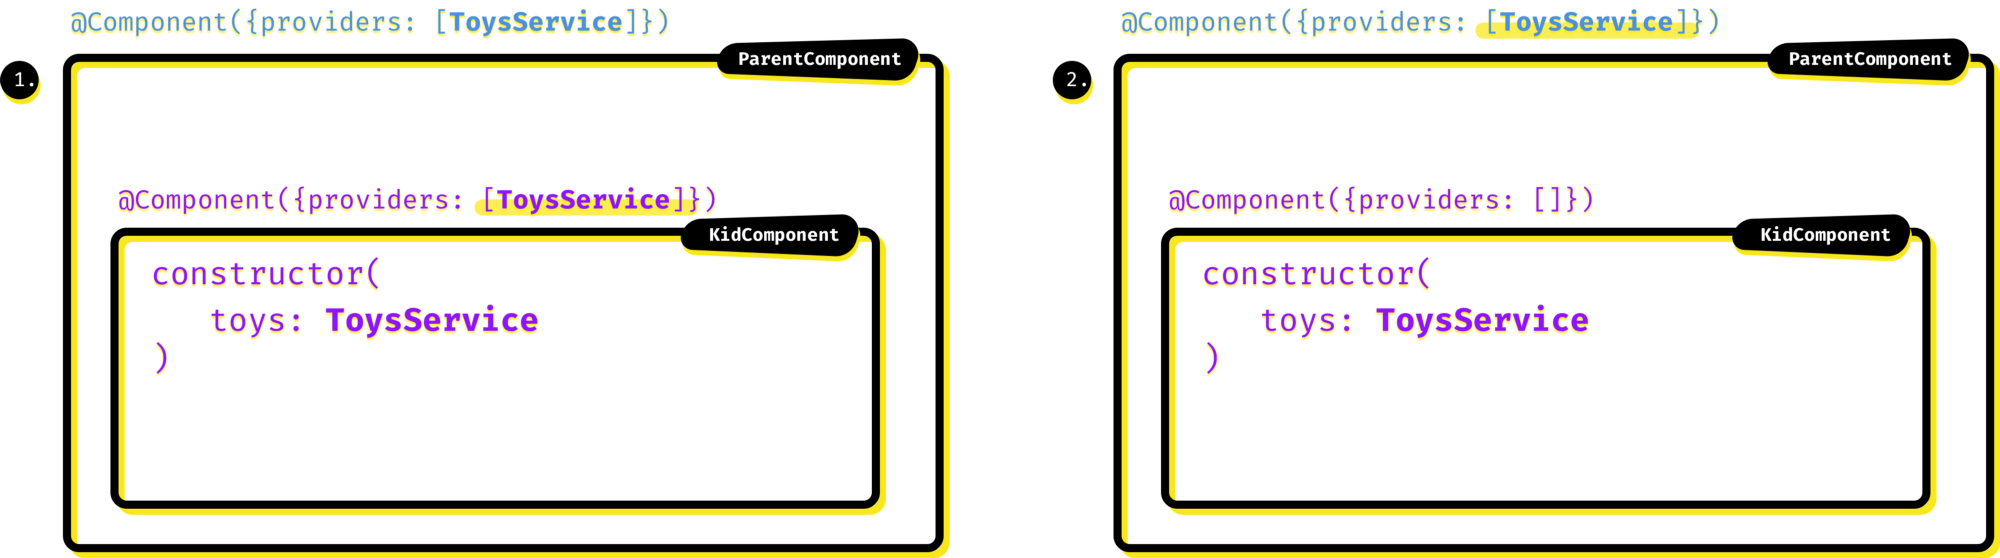 @Component({providers: [ToysService]})
ParentComponent
1.
@Component({providers: [ToysService]})
KidComponent
constructor(
toys: ToysService
)
@Component({providers: [ToysService]})
ParentComponent
2.
@Component({providers: []})
KidComponent
constructor(
toys: ToysService
)